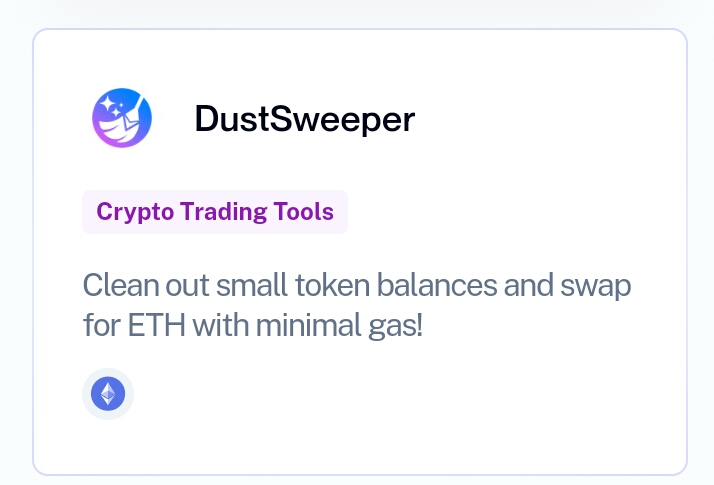 DustSweeper
Crypto Trading Tools
Clean out small token balances and swap
for ETH with minimal gas!